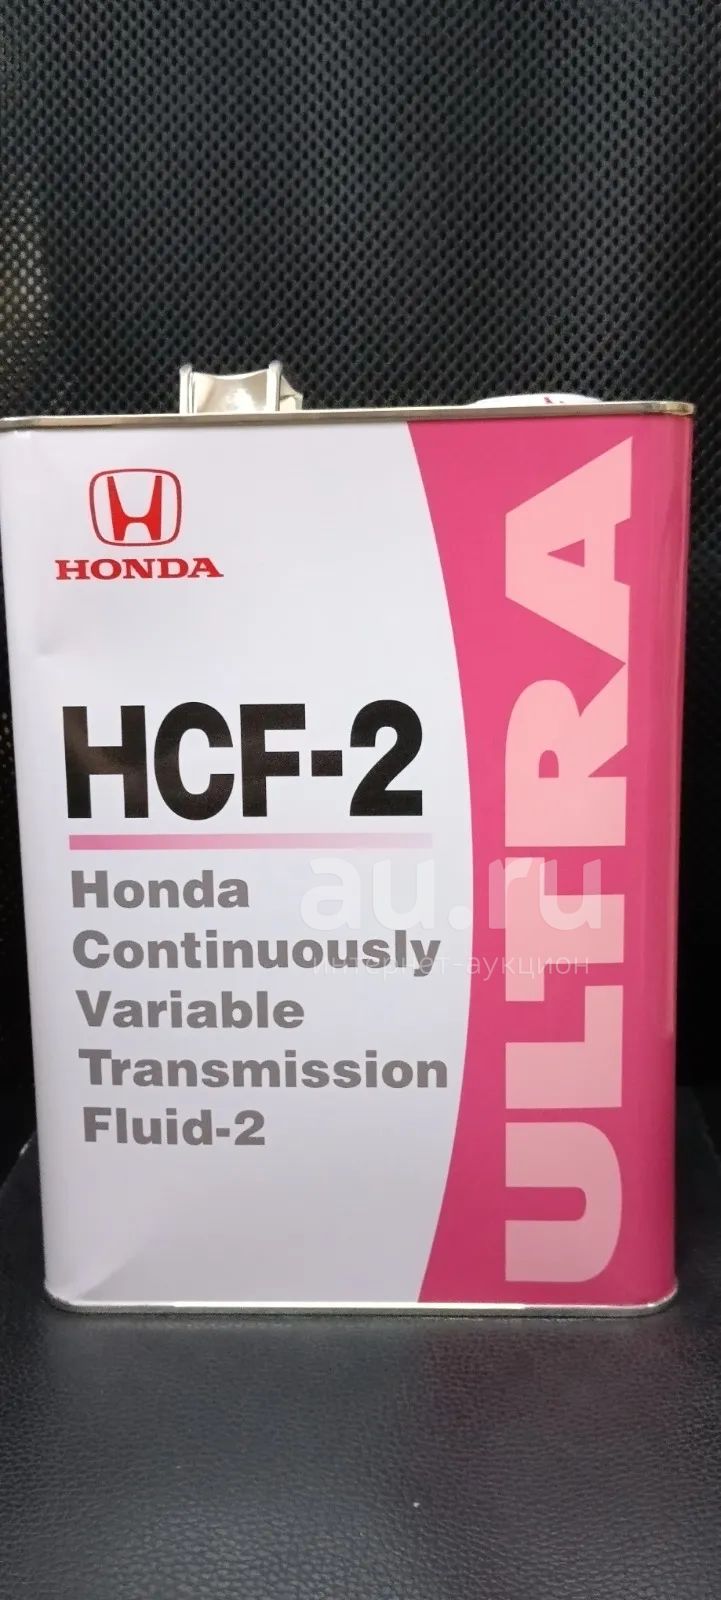 HONDA
HCF-2
Honda
Continuously
Variable
Transmission
Fluid-2
ULTRA
au.ru
интернет-аукцион